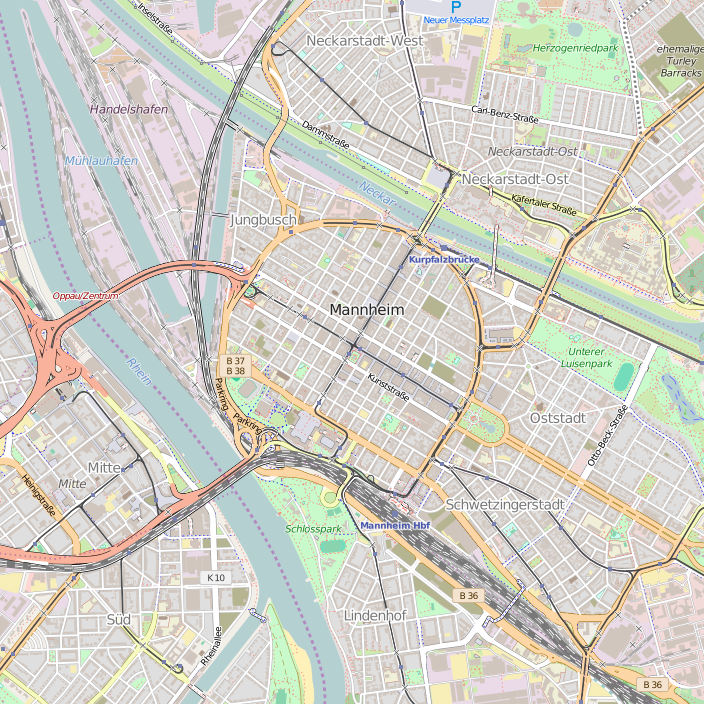 Inselstraße
P
Neuer Messplatz
Neckarstadt-West
Herzogenriedpark
ehemalige
Turley
Barracks
Handelshafen
Carl-Benz-Straße
Dammstraße
Neckarstadt-Ost
Mühlauhafen
Neckarstadt-Ost
Neckar
Käfertaler Straße
Jungbusch
Kurpfalzbrücke
Oppau/Zentrum
Mannheim
Unterer
Luisenpark
B 37
B 38
Rhein
Kunststraße
Parkring
Parkring
Oststadt
Otto-Beck-Straße
Mitte
Mitte
Heinigstraße
Schwetzingerstadt
Schlosspark
Mannheim Hbf
K 10
B 36
Süd
Lindenhof
Rheinallee
B 36